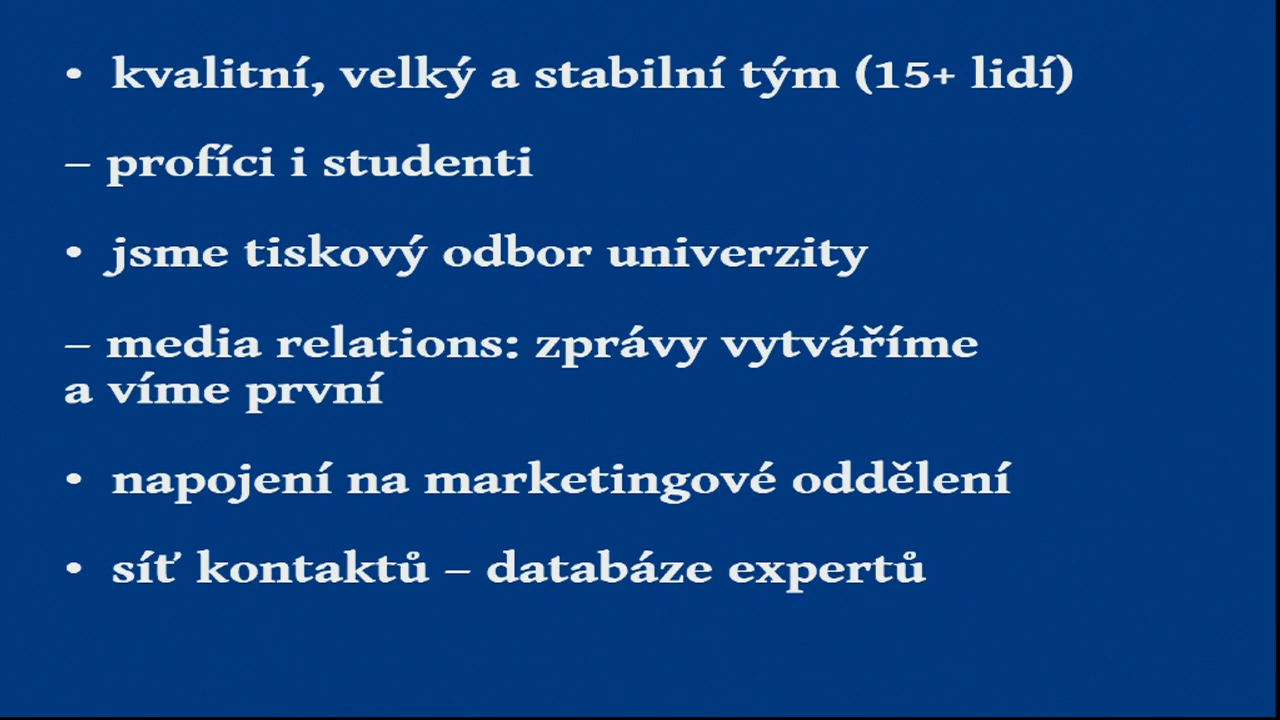 • kvalitní, velký a stabilní tým (15+ lidí)
– profíci i studenti
• jsme tiskový odbor univerzity
– media relations: zprávy vytváříme
a víme první
• napojení na marketingové oddělení
• síť kontaktů – databáze expertů